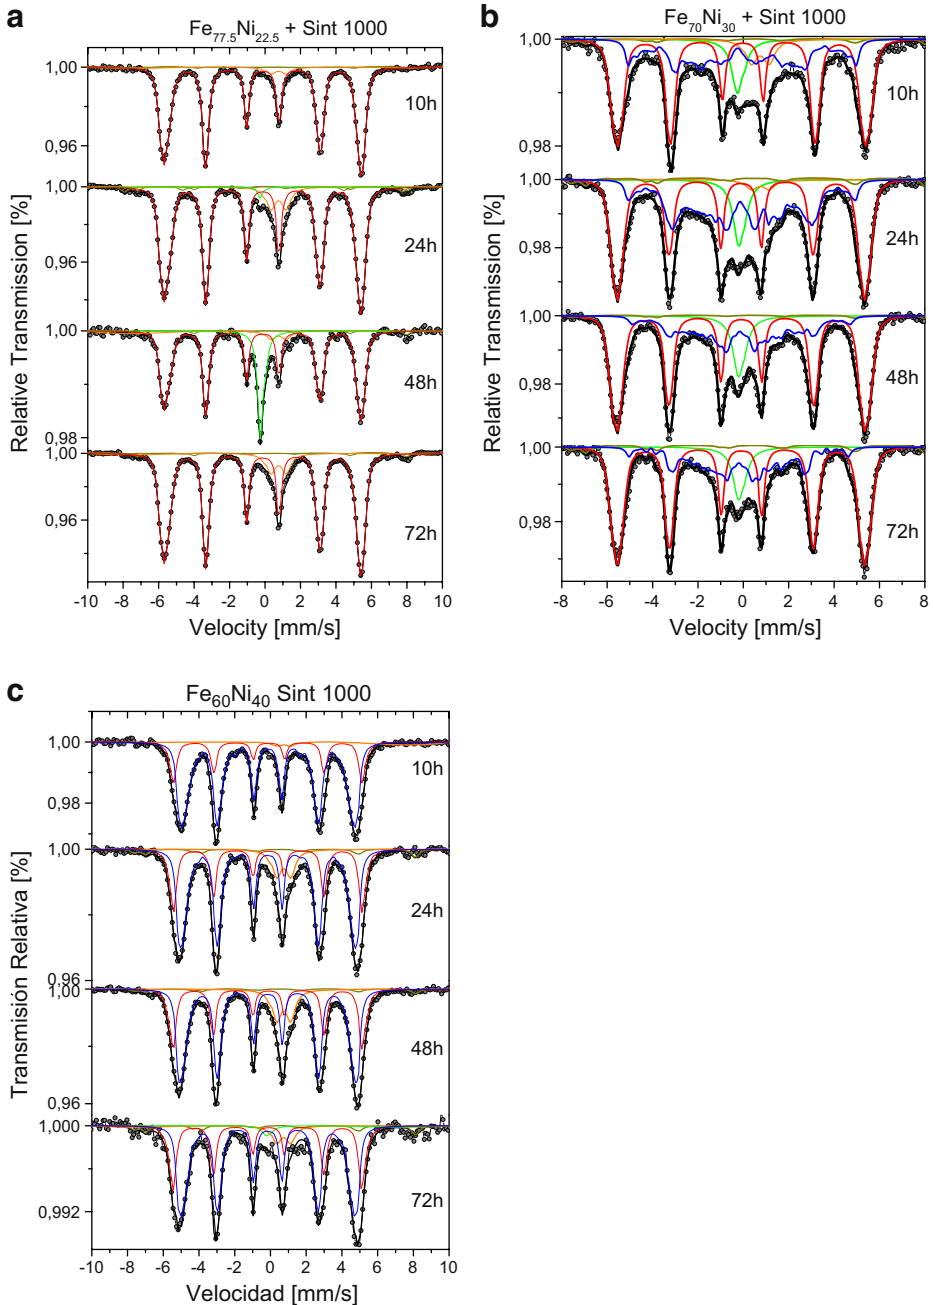 a
Fe77.5Ni22.5 + Sint 1000
Relative Transmission [%]
1,00
0,96
10h
1,00
0,96
24h
1,00
0,98
48h
1,00
0,96
72h
-10 -8 -6 -4 -2 0 2 4 6 8 10
Velocity [mm/s]
b
Fe70Ni30 + Sint 1000
Relative Transmission [%]
1,00
0,98
10h
1,00
0,98
24h
1,00
0,98
48h
1,00
0,98
72h
-8 -6 -4 -2 0 2 4 6 8
Velocity [mm/s]
c
Fe60Ni40 Sint 1000
Transmisión Relativa [%]
1,00
0,98
10h
1,00
0,96
24h
1,00
0,96
48h
1,000
0,992
72h
-10 -8 -6 -4 -2 0 2 4 6 8 10
Velocidad [mm/s]